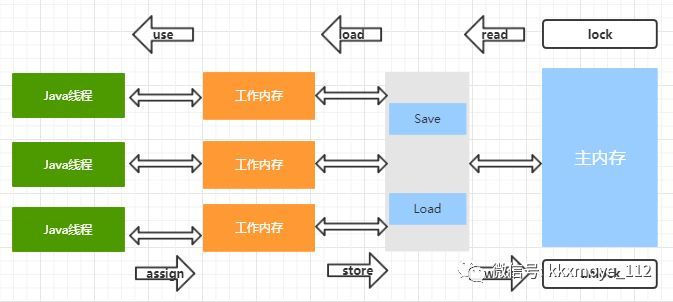 use
load
read
lock
Java线程
工作内存
Save
主内存
Java线程
工作内存
Java线程
工作内存
Load
assign
store
微信号: kkxmoye_112